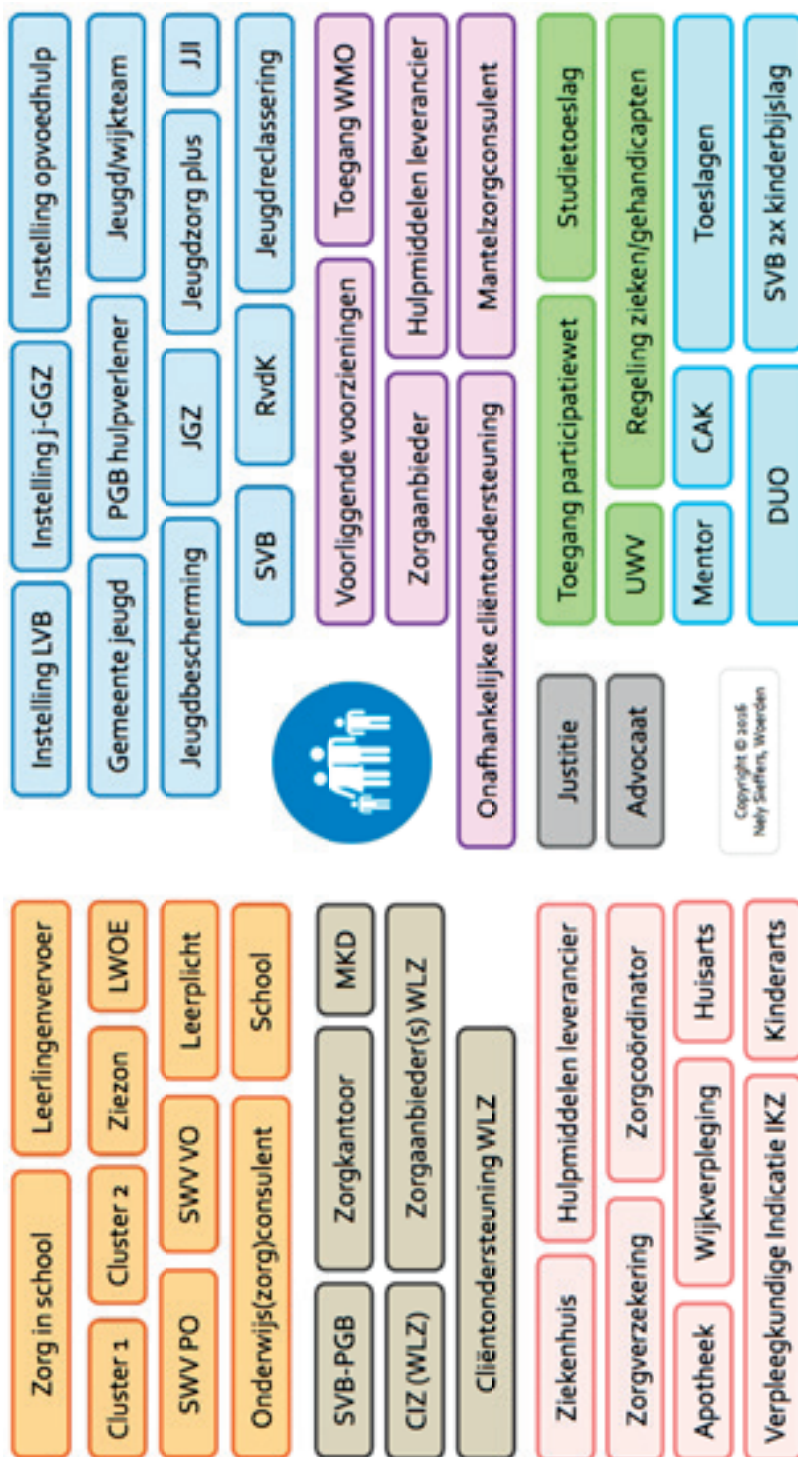 Zorg in school Leerlingenvervoer
Cluster 1 Cluster 2 Ziezon LWOE
SWV PO SWV VO Leerplicht
Onderwijs(zorg)consulent School
Instelling LVB Instelling j-GGZ Instelling opvoedhulp
Gemeente jeugd PGB hulpverlener Jeugd/wijkteam
Jeugdbescherming JGZ Jeugdzorg plus JJI
SVB RvdK Jeugdreclassering
SVB-PGB Zorgkantoor MKD
CIZ (WLZ) Zorgaanbieder(s) WLZ
Cliëntondersteuning WLZ
Voorliggende voorzieningen Toegang WMO
Zorgaanbieder Hulpmiddelen leverancier
Onafhankelijke cliëntondersteuning Mantelzorgconsulent
Ziekenhuis Hulpmiddelen leverancier
Zorgverzekering Zorgcoördinator
Apotheek Wijkverpleging Huisarts
Verpleegkundige Indicatie IKZ Kinderarts
Justitie
Advocaat
Toegang participatiewet Studietoeslag
UWV Regeling zieken/gehandicapten
Mentor CAK Toeslagen
DUO SVB 2x kinderbijslag
Copyright © 2016
Nely Sieffers, Woerden